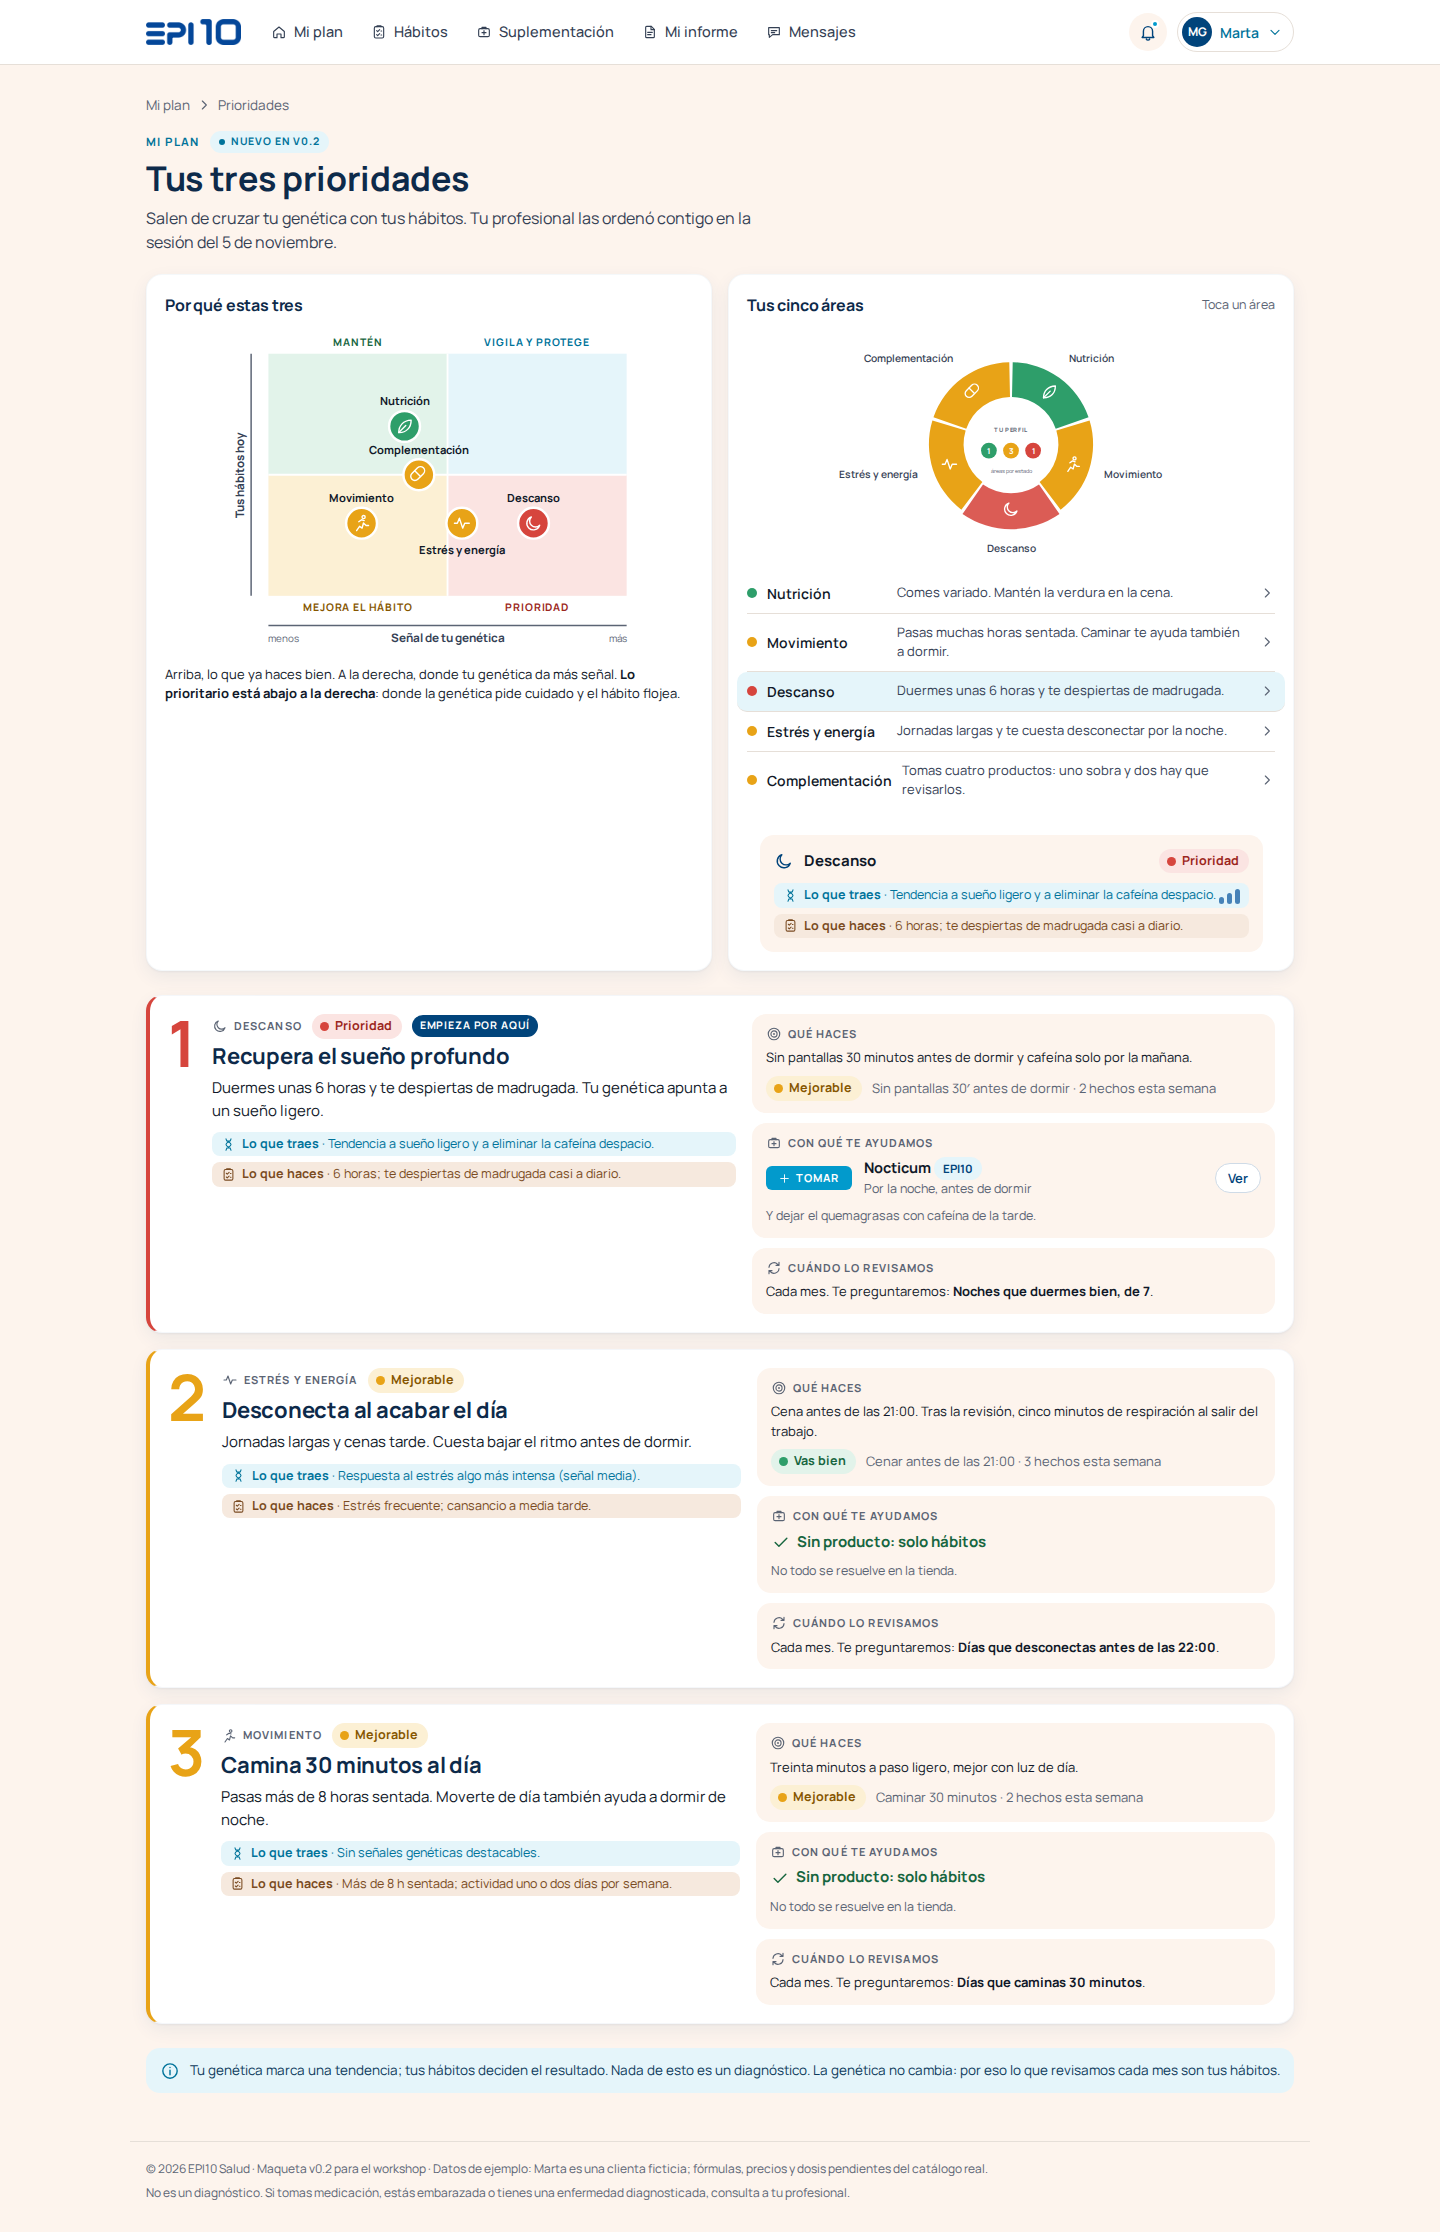 EPI10
Mi plan
Hábitos
Suplementación
Mi informe
Mensajes
MG
Marta
Mi plan
Prioridades
MI PLAN
NUEVO EN V0.2
Tus tres prioridades
Salen de cruzar tu genética con tus hábitos. Tu profesional las ordenó contigo en la
sesión del 5 de noviembre.
Por qué estas tres
MANTÉN
VIGILA Y PROTEGE
Nutrición
Complementación
Movimiento
Descanso
Estrés y energía
Tus hábitos hoy
MEJORA EL HÁBITO
PRIORIDAD
menos
Señal de tu genética
más
Arriba, lo que ya haces bien. A la derecha, donde tu genética da más señal. Lo
prioritario está abajo a la derecha: donde la genética pide cuidado y el hábito flojea.
Tus cinco áreas
Toca un área
Complementación
Nutrición
TU PERFIL
1
3
1
áreas por estado
Estrés y energía
Movimiento
Descanso
Nutrición
Comes variado. Mantén la verdura en la cena.
Movimiento
Pasas muchas horas sentada. Caminar te ayuda también
a dormir.
Descanso
Duermes unas 6 horas y te despiertas de madrugada.
Estrés y energía
Jornadas largas y te cuesta desconectar por la noche.
Complementación
Tomas cuatro productos: uno sobra y dos hay que
revisarlos.
Descanso
Prioridad
Lo que traes · Tendencia a sueño ligero y a eliminar la cafeína despacio.
Lo que haces · 6 horas; te despiertas de madrugada casi a diario.
1
DESCANSO
Prioridad
EMPIEZA POR AQUÍ
Recupera el sueño profundo
Duermes unas 6 horas y te despiertas de madrugada. Tu genética apunta a
un sueño ligero.
Lo que traes · Tendencia a sueño ligero y a eliminar la cafeína despacio.
Lo que haces · 6 horas; te despiertas de madrugada casi a diario.
QUÉ HACES
Sin pantallas 30 minutos antes de dormir y cafeína solo por la mañana.
Mejorable
Sin pantallas 30′ antes de dormir · 2 hechos esta semana
CON QUÉ TE AYUDAMOS
+ TOMAR
Nocticum
EPI10
Por la noche, antes de dormir
Ver
Y dejar el quemagrasas con cafeína de la tarde.
CUÁNDO LO REVISAMOS
Cada mes. Te preguntaremos: Noches que duermes bien, de 7.
2
ESTRÉS Y ENERGÍA
Mejorable
Desconecta al acabar el día
Jornadas largas y cenas tarde. Cuesta bajar el ritmo antes de dormir.
Lo que traes · Respuesta al estrés algo más intensa (señal media).
Lo que haces · Estrés frecuente; cansancio a media tarde.
QUÉ HACES
Cena antes de las 21:00. Tras la revisión, cinco minutos de respiración al salir del
trabajo.
Vas bien
Cenar antes de las 21:00 · 3 hechos esta semana
CON QUÉ TE AYUDAMOS
Sin producto: solo hábitos
No todo se resuelve en la tienda.
CUÁNDO LO REVISAMOS
Cada mes. Te preguntaremos: Días que desconectas antes de las 22:00.
3
MOVIMIENTO
Mejorable
Camina 30 minutos al día
Pasas más de 8 horas sentada. Moverte de día también ayuda a dormir de
noche.
Lo que traes · Sin señales genéticas destacables.
Lo que haces · Más de 8 h sentada; actividad uno o dos días por semana.
QUÉ HACES
Treinta minutos a paso ligero, mejor con luz de día.
Mejorable
Caminar 30 minutos · 2 hechos esta semana
CON QUÉ TE AYUDAMOS
Sin producto: solo hábitos
No todo se resuelve en la tienda.
CUÁNDO LO REVISAMOS
Cada mes. Te preguntaremos: Días que caminas 30 minutos.
Tu genética marca una tendencia; tus hábitos deciden el resultado. Nada de esto es un diagnóstico. La genética no cambia: por eso lo que revisamos cada mes son tus hábitos.
© 2026 EPI10 Salud · Maqueta v0.2 para el workshop · Datos de ejemplo: Marta es una clienta ficticia; fórmulas, precios y dosis pendientes del catálogo real.
No es un diagnóstico. Si tomas medicación, estás embarazada o tienes una enfermedad diagnosticada, consulta a tu profesional.